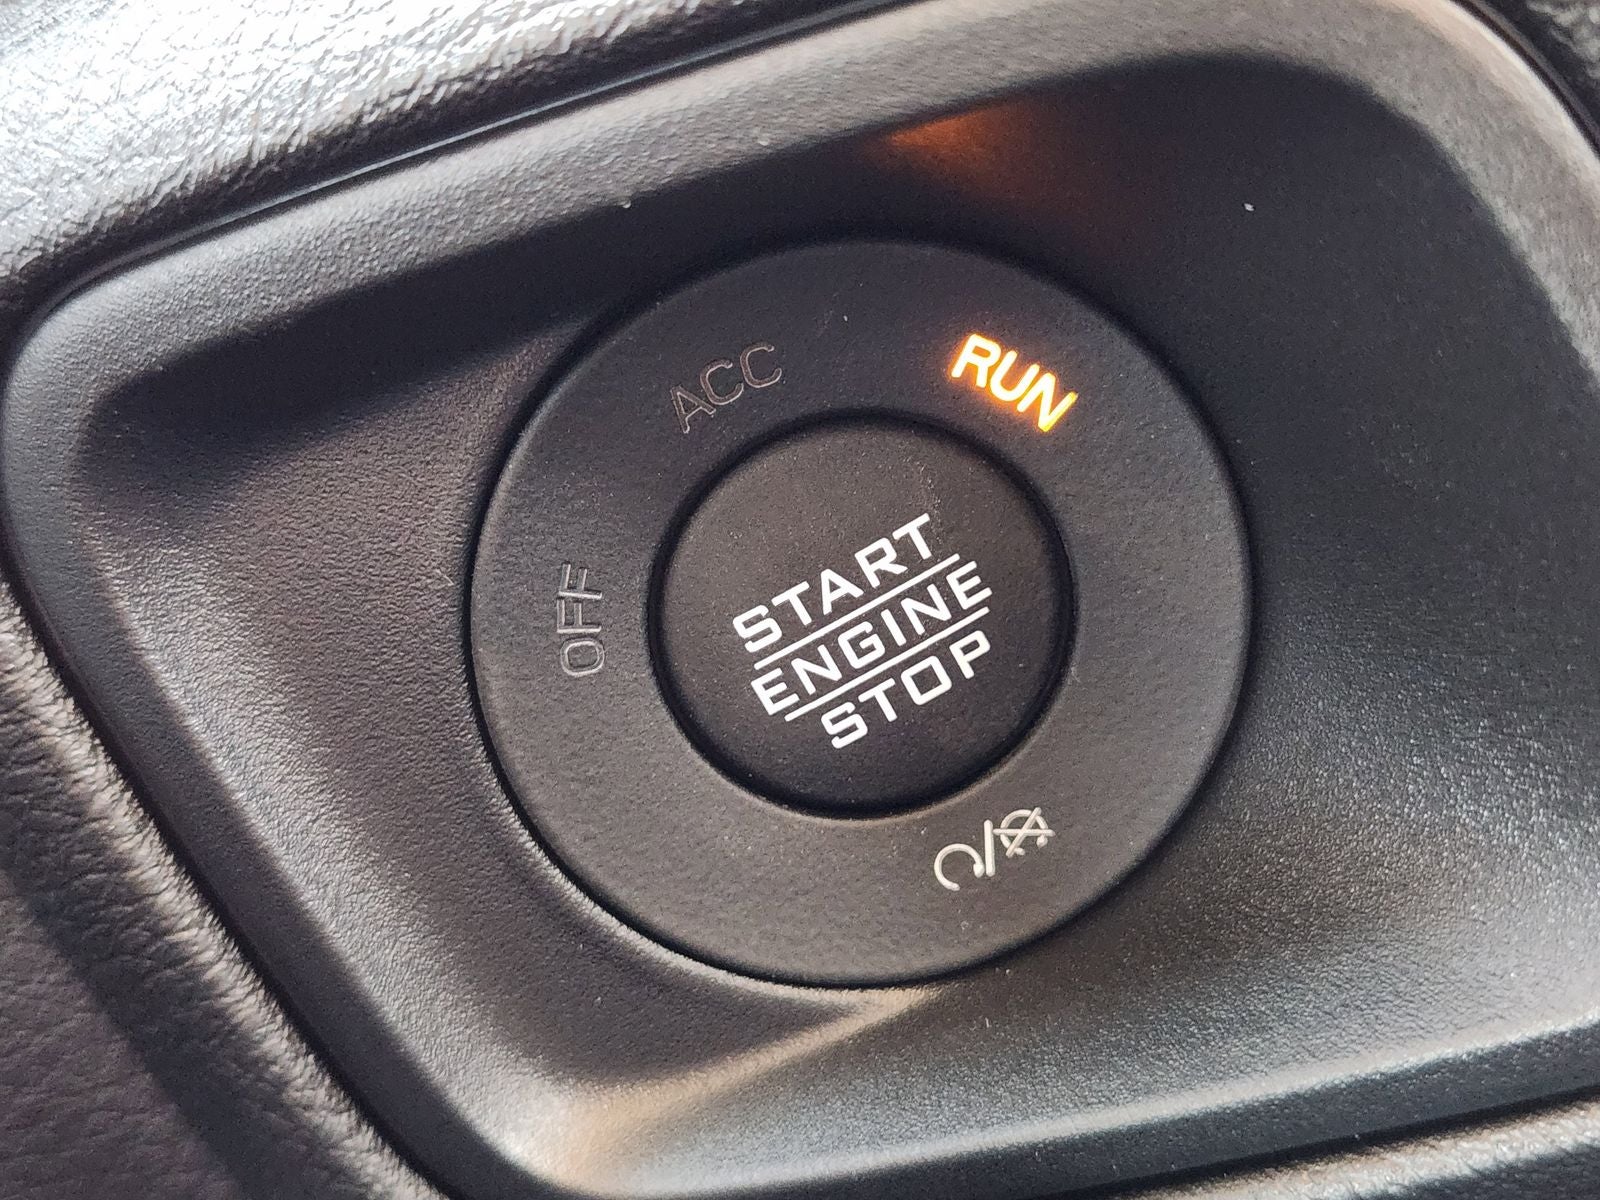 ACC
RUN
OFF
START
ENGINE
STOP